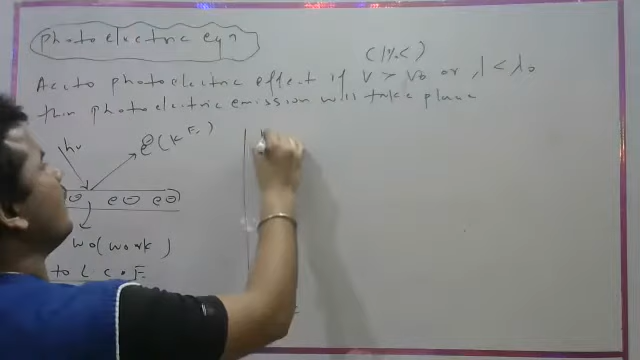 Photoelectric eqn
(1%<)
Acc to photoelectric effect if ν > ν₀ or, λ < λ₀
then photoelectric emission will take place
hν
e⊖ (K E, )
⊖ e⊖ e⊖
w₀ (work)
to L C o F.